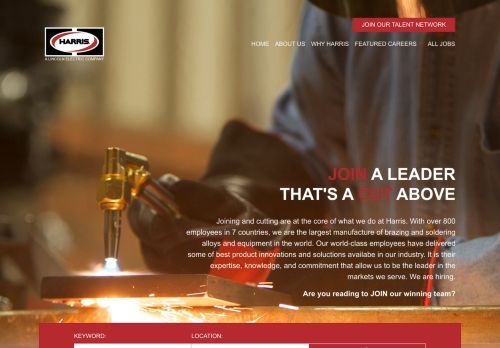 JOIN OUR TALENT NETWORK
HARRIS
A LINCOLN ELECTRIC COMPANY
HOME ABOUT US WHY HARRIS FEATURED CAREERS ALL JOBS
JOIN A LEADER
THAT'S A CUT ABOVE
Joining and cutting are at the core of what we do at Harris. With over 800
employees in 7 countries, we are the largest manufacture of brazing and soldering
alloys and equipment in the world. Our world-class employees have delivered
some of best product innovations and solutions availabe in our industry. It is their
expertise, knowledge, and commitment that allow us to be the leader in the
markets we serve. We are hiring.
Are you reading to JOIN our winning team?
KEYWORD: LOCATION: